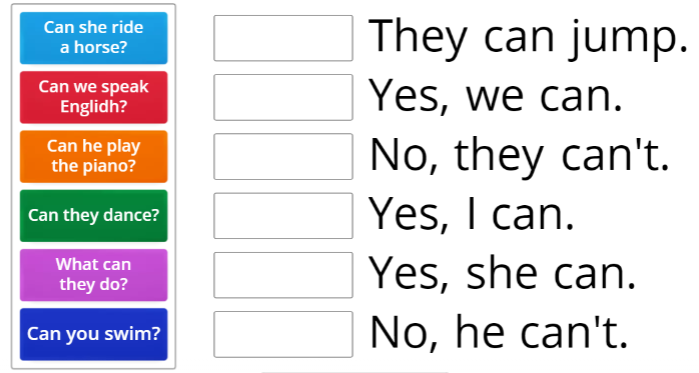 Can she ride
a horse?
Can we speak
Englidh?
Can he play
the piano?
Can they dance?
What can
they do?
Can you swim?
They can jump.
Yes, we can.
No, they can't.
Yes, I can.
Yes, she can.
No, he can't.